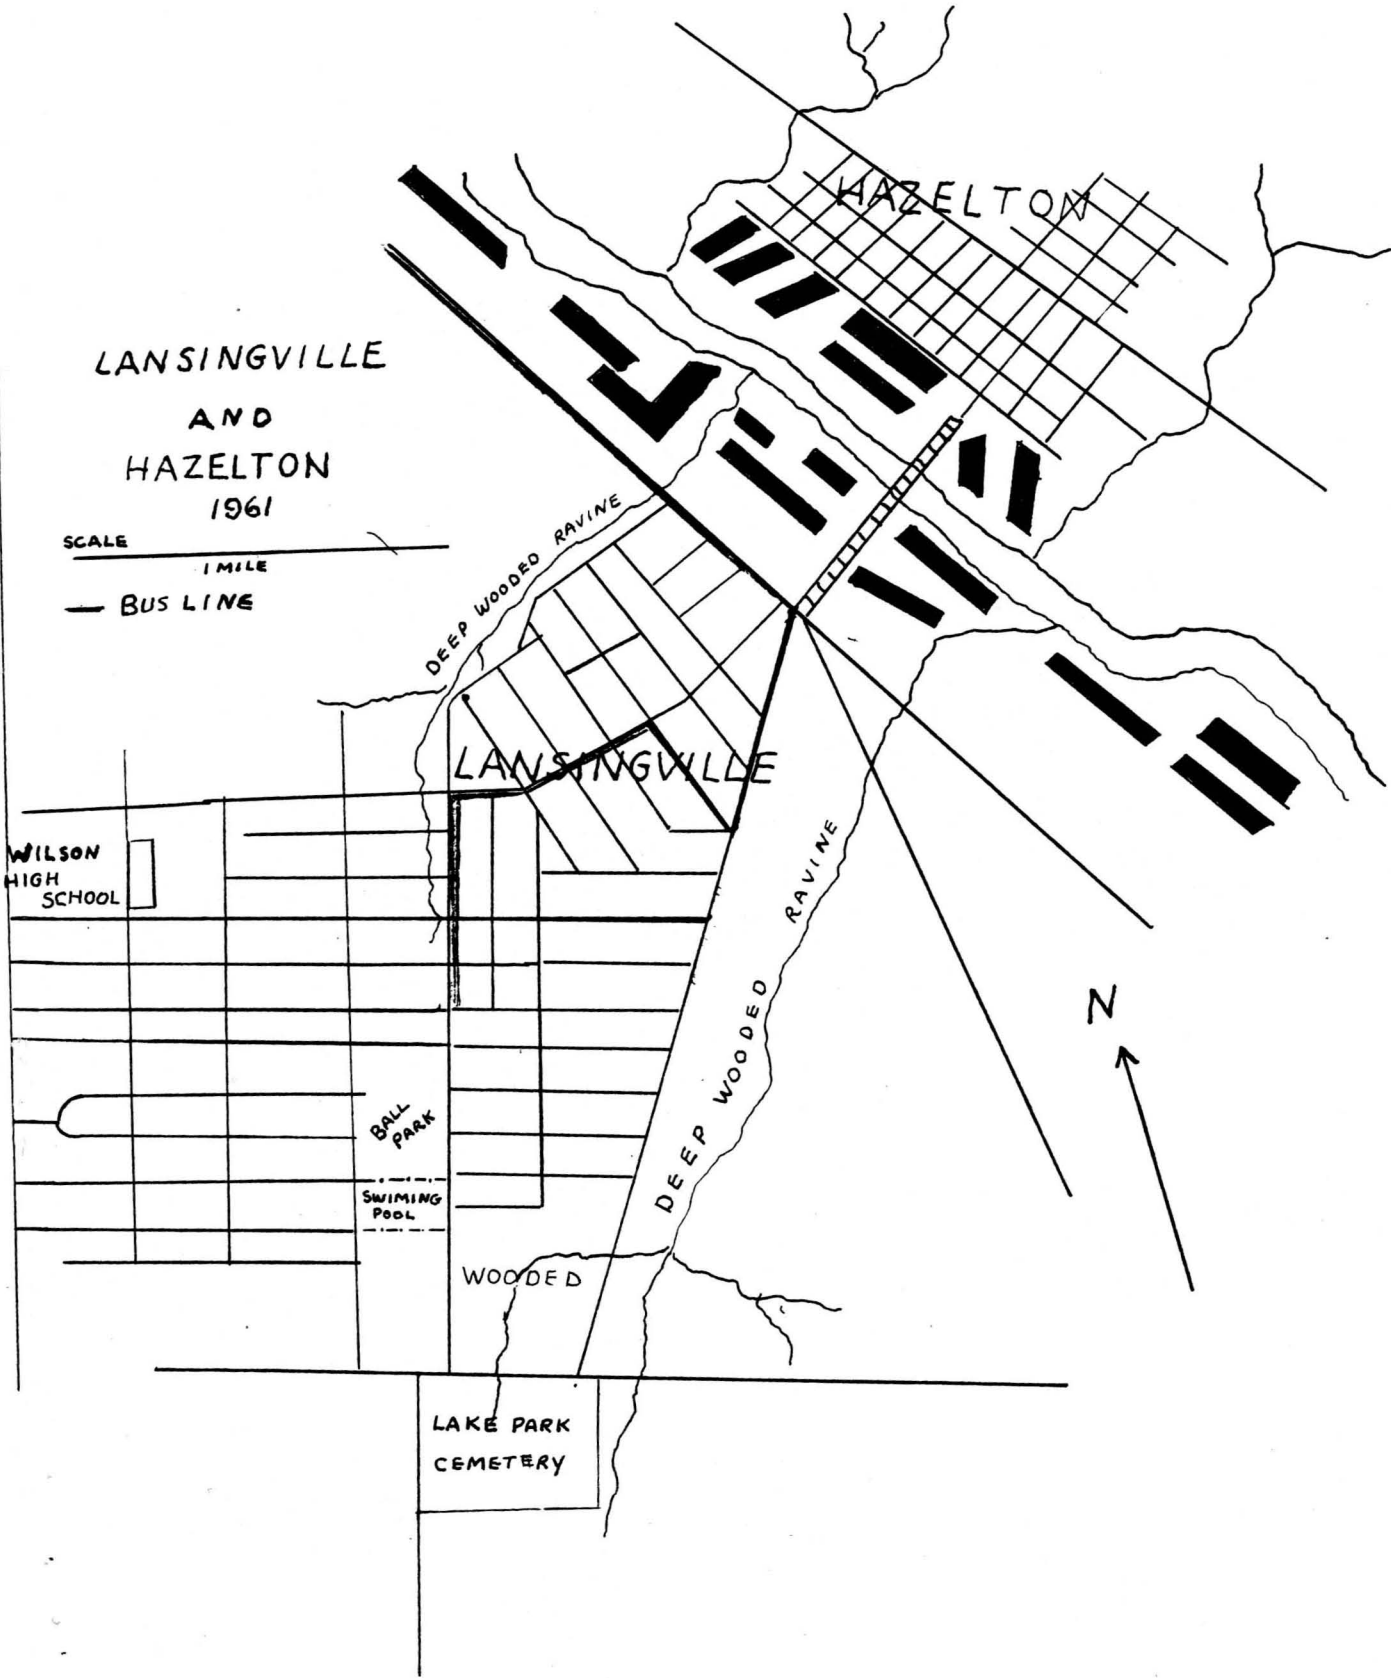 HAZELTON
LANSINGVILLE
AND
HAZELTON
1961
SCALE
1 MILE
BUS LINE
DEEP WOODED RAVINE
LANSINGVILLE
WILSON
HIGH
SCHOOL
DEEP WOODED RAVINE
N
BALL
PARK
SWIMING
POOL
WOODED
LAKE PARK
CEMETERY